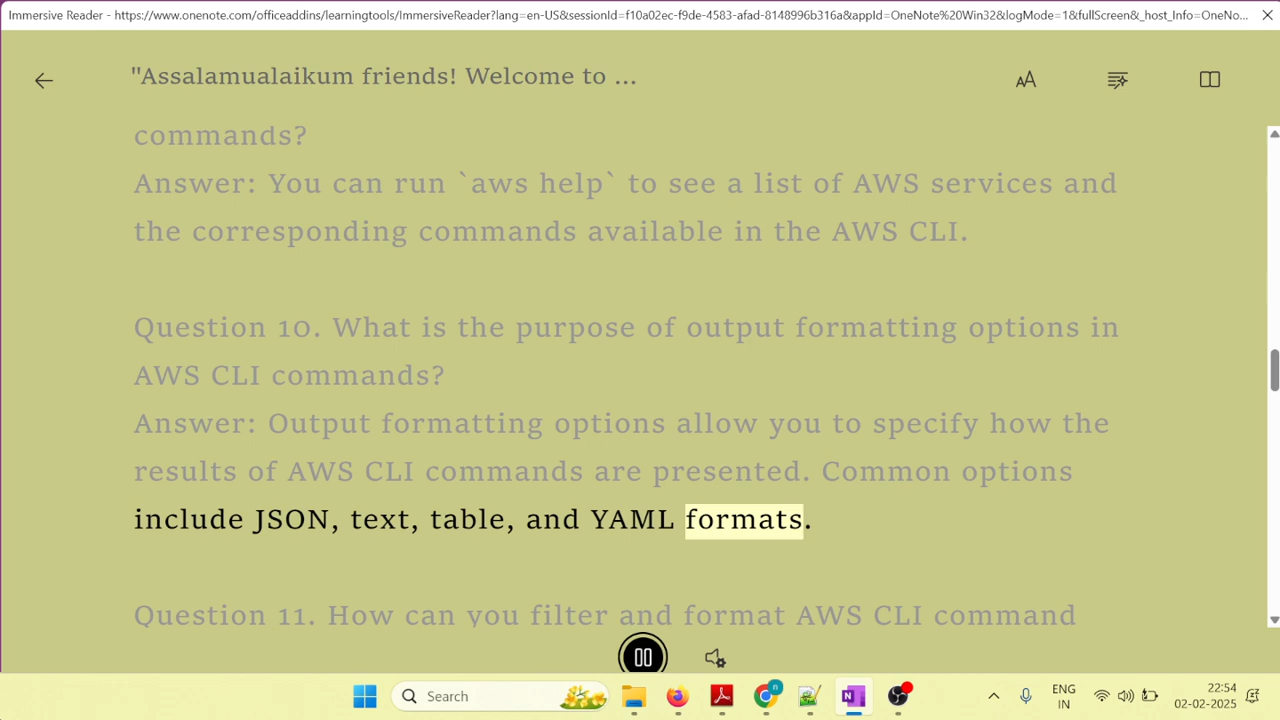 Immersive Reader - https://www.onenote.com/officeaddins/learningtools/ImmersiveReader?lang=en-US&sessionId=f10a02ec-f9de-4583-afad-8148996b316a&appId=OneNote%20Win32&logMode=1&fullScreen&_host_Info=OneNo...
"Assalamualaikum friends! Welcome to ...
AA
commands?
Answer: You can run `aws help` to see a list of AWS services and
the corresponding commands available in the AWS CLI.
Question 10. What is the purpose of output formatting options in
AWS CLI commands?
Answer: Output formatting options allow you to specify how the
results of AWS CLI commands are presented. Common options
include JSON, text, table, and YAML formats.
Question 11. How can you filter and format AWS CLI command
Search
n
ENG
IN
22:54
02-02-2025